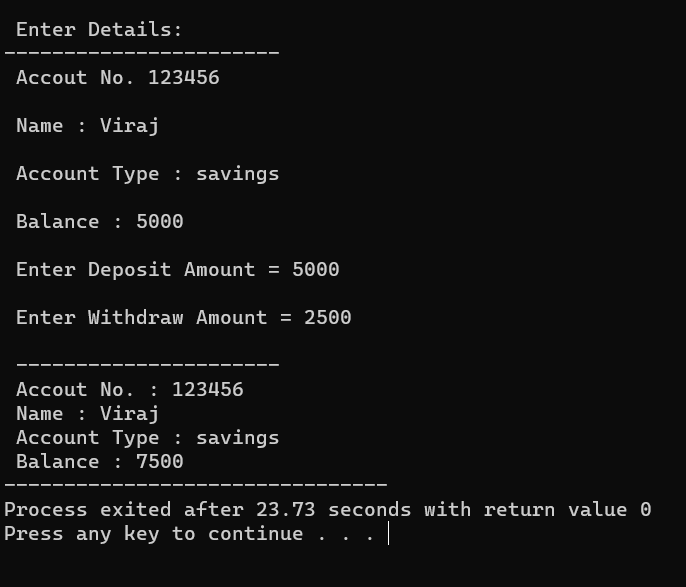 Enter Details:
-----------------------
Accout No. 123456
Name : Viraj
Account Type : savings
Balance : 5000
Enter Deposit Amount = 5000
Enter Withdraw Amount = 2500
----------------------
Accout No. : 123456
Name : Viraj
Account Type : savings
Balance : 7500
--------------------------------
Process exited after 23.73 seconds with return value 0
Press any key to continue . . .